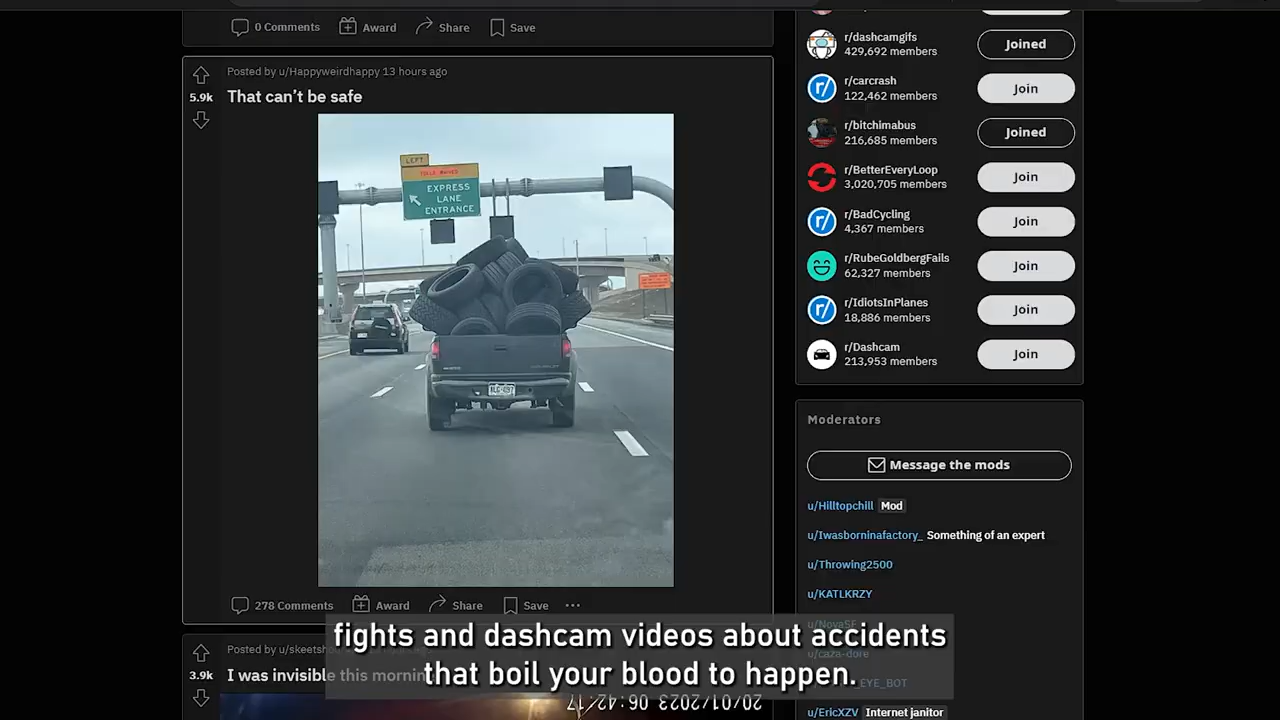 0 Comments Award Share Save
Posted by u/Happyweirdhappy 13 hours ago
5.9k
That can’t be safe
LEFT
EXPRESS
LANE
ENTRANCE
278 Comments Award Share Save
Posted by u/skeetsho
3.9k
I was invisible this mornin
20/01/2023 06:42:17
r/dashcamgifs
429,692 members
Joined
r/carcrash
122,462 members
Join
r/bitchimabus
216,685 members
Joined
r/BetterEveryLoop
3,020,705 members
Join
r/BadCycling
4,367 members
Join
r/RubeGoldbergFails
62,327 members
Join
r/IdiotsInPlanes
18,886 members
Join
r/Dashcam
213,953 members
Join
Moderators
Message the mods
u/Hilltopchill Mod
u/Iwasborninafactory_ Something of an expert
u/Throwing2500
u/KATLKRZY
u/NovaSF
u/caza-dore
_EYE_BOT
u/EricXZV Internet janitor
fights and dashcam videos about accidents
that boil your blood to happen.